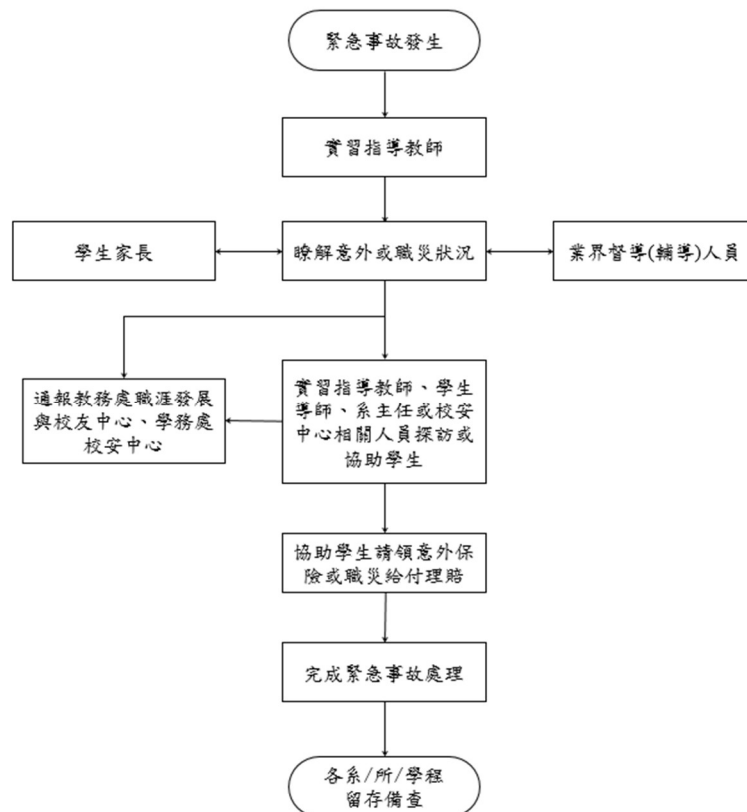 緊急事故發生
實習指導教師
學生家長
瞭解意外或職災狀況
業界督導(輔導)人員
通報教務處職涯發展
與校友中心、學務處
校安中心
實習指導教師、學生
導師、系主任或校安
中心相關人員探訪或
協助學生
協助學生請領意外保
險或職災給付理賠
完成緊急事故處理
各系/所/學程
留存備查